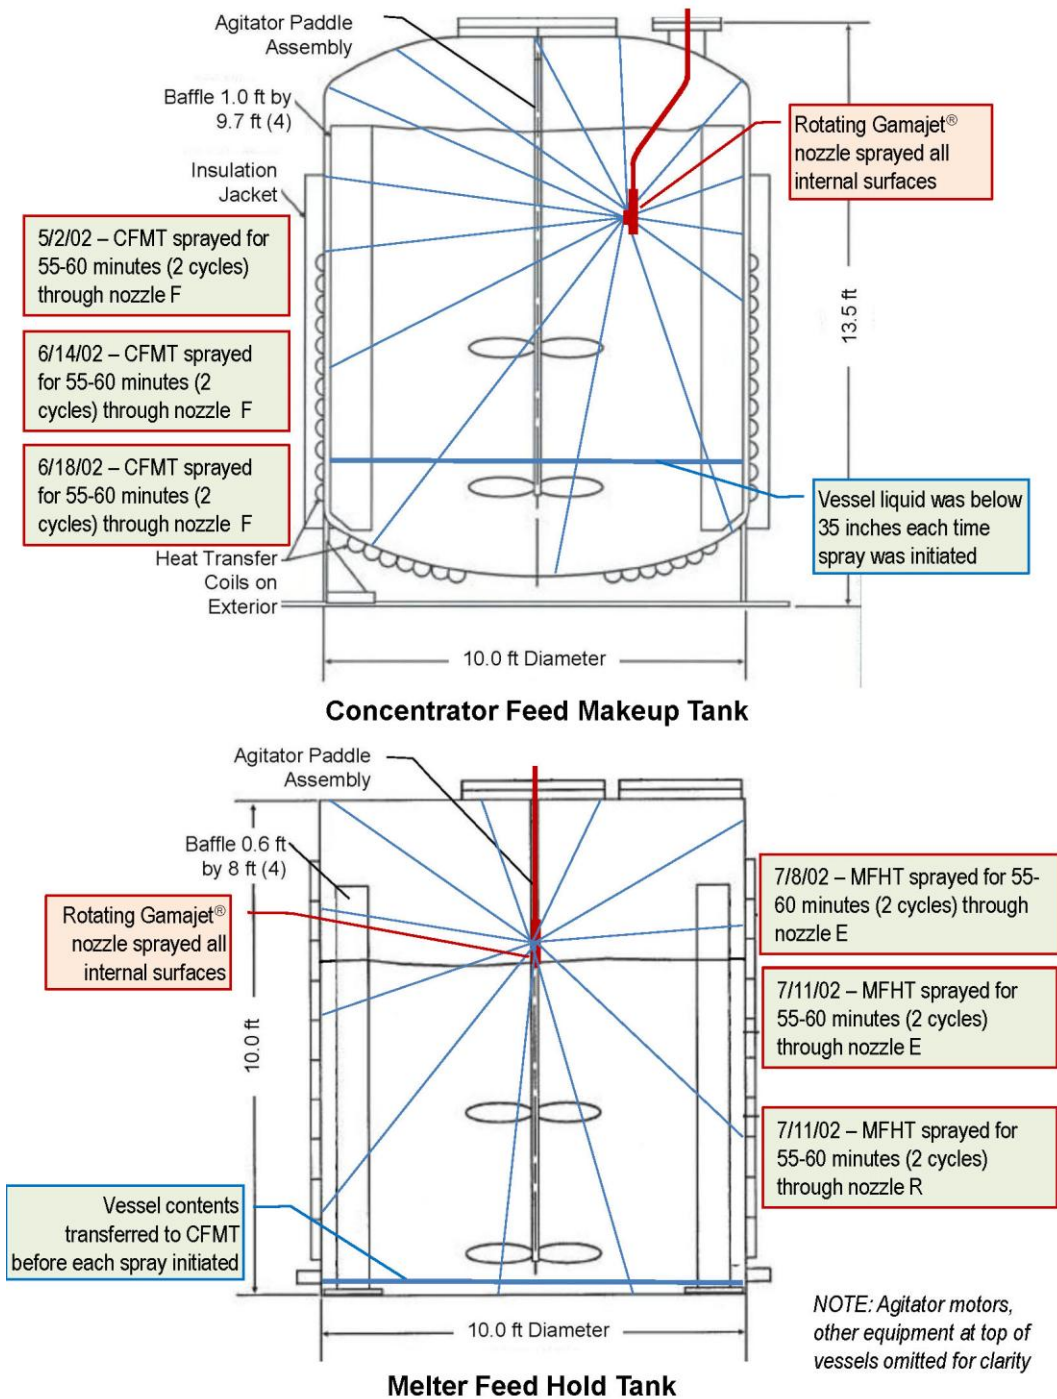 Agitator Paddle
Assembly
Baffle 1.0 ft by
9.7 ft (4)
Insulation
Jacket
Rotating Gamajet®
nozzle sprayed all
internal surfaces
5/2/02 – CFMT sprayed for
55-60 minutes (2 cycles)
through nozzle F
6/14/02 – CFMT sprayed
for 55-60 minutes (2
cycles) through nozzle F
6/18/02 – CFMT sprayed
for 55-60 minutes (2
cycles) through nozzle F
13.5 ft
Vessel liquid was below
35 inches each time
spray was initiated
Heat Transfer
Coils on
Exterior
10.0 ft Diameter
Concentrator Feed Makeup Tank
Agitator Paddle
Assembly
Baffle 0.6 ft
by 8 ft (4)
Rotating Gamajet®
nozzle sprayed all
internal surfaces
10.0 ft
7/8/02 – MFHT sprayed for 55-
60 minutes (2 cycles) through
nozzle E
7/11/02 – MFHT sprayed for
55-60 minutes (2 cycles)
through nozzle E
7/11/02 – MFHT sprayed for
55-60 minutes (2 cycles)
through nozzle R
Vessel contents
transferred to CFMT
before each spray initiated
10.0 ft Diameter
NOTE: Agitator motors,
other equipment at top of
vessels omitted for clarity
Melter Feed Hold Tank